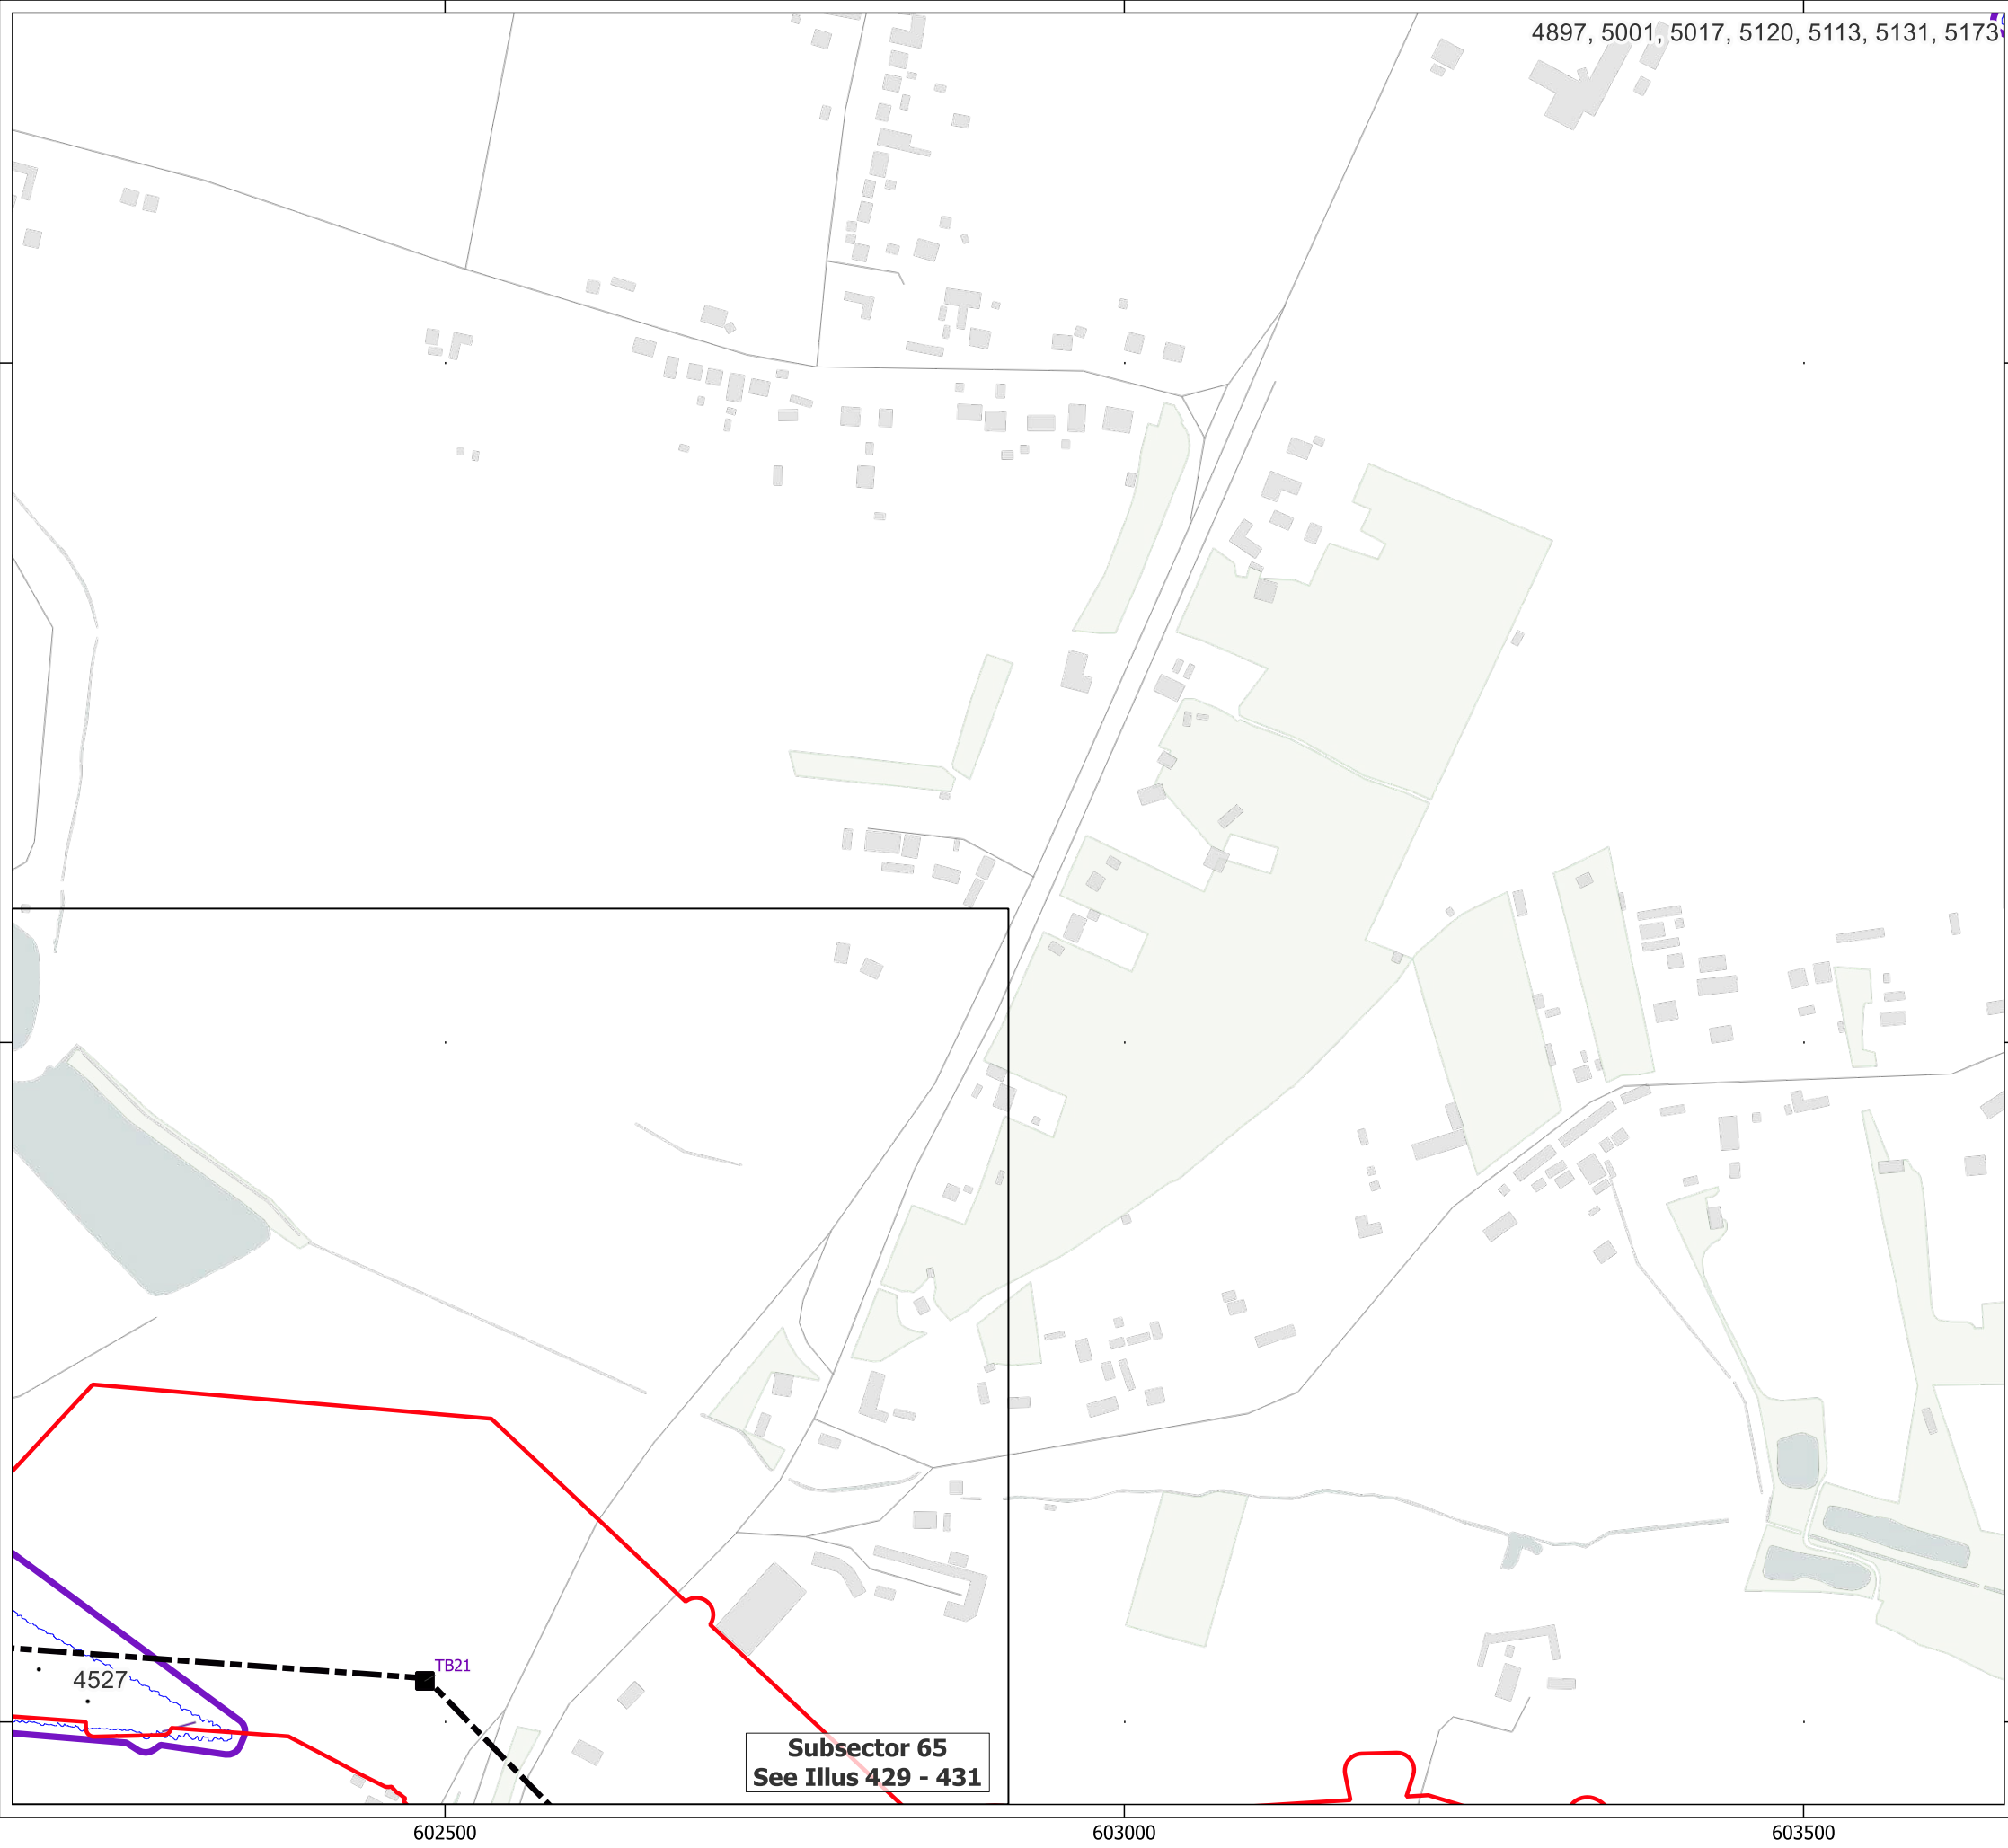 4897, 5001, 5017, 5120, 5113, 5131, 5173
TB21
4527
Subsector 65
See Illus 429 - 431
602500
603000
603500